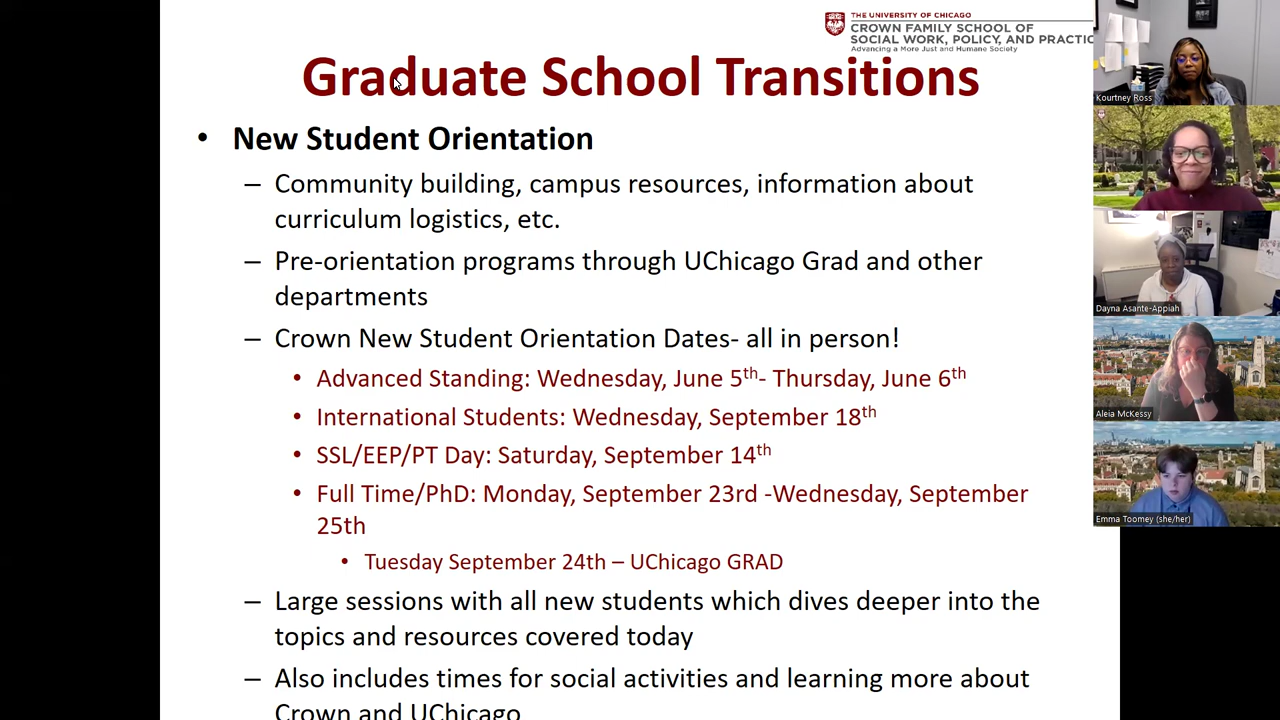 THE UNIVERSITY OF CHICAGO
CROWN FAMILY SCHOOL OF
SOCIAL WORK, POLICY, AND PRACTIC
Advancing a More Just and Humane Society
Graduate School Transitions
• New Student Orientation
– Community building, campus resources, information about
curriculum logistics, etc.
– Pre-orientation programs through UChicago Grad and other
departments
– Crown New Student Orientation Dates- all in person!
• Advanced Standing: Wednesday, June 5th- Thursday, June 6th
• International Students: Wednesday, September 18th
• SSL/EEP/PT Day: Saturday, September 14th
• Full Time/PhD: Monday, September 23rd -Wednesday, September
25th
• Tuesday September 24th – UChicago GRAD
– Large sessions with all new students which dives deeper into the
topics and resources covered today
– Also includes times for social activities and learning more about
Crown and UChicago
Kourtney Ross
Dayna Asante-Appiah
Aleia McKessy
Emma Toomey (she/her)